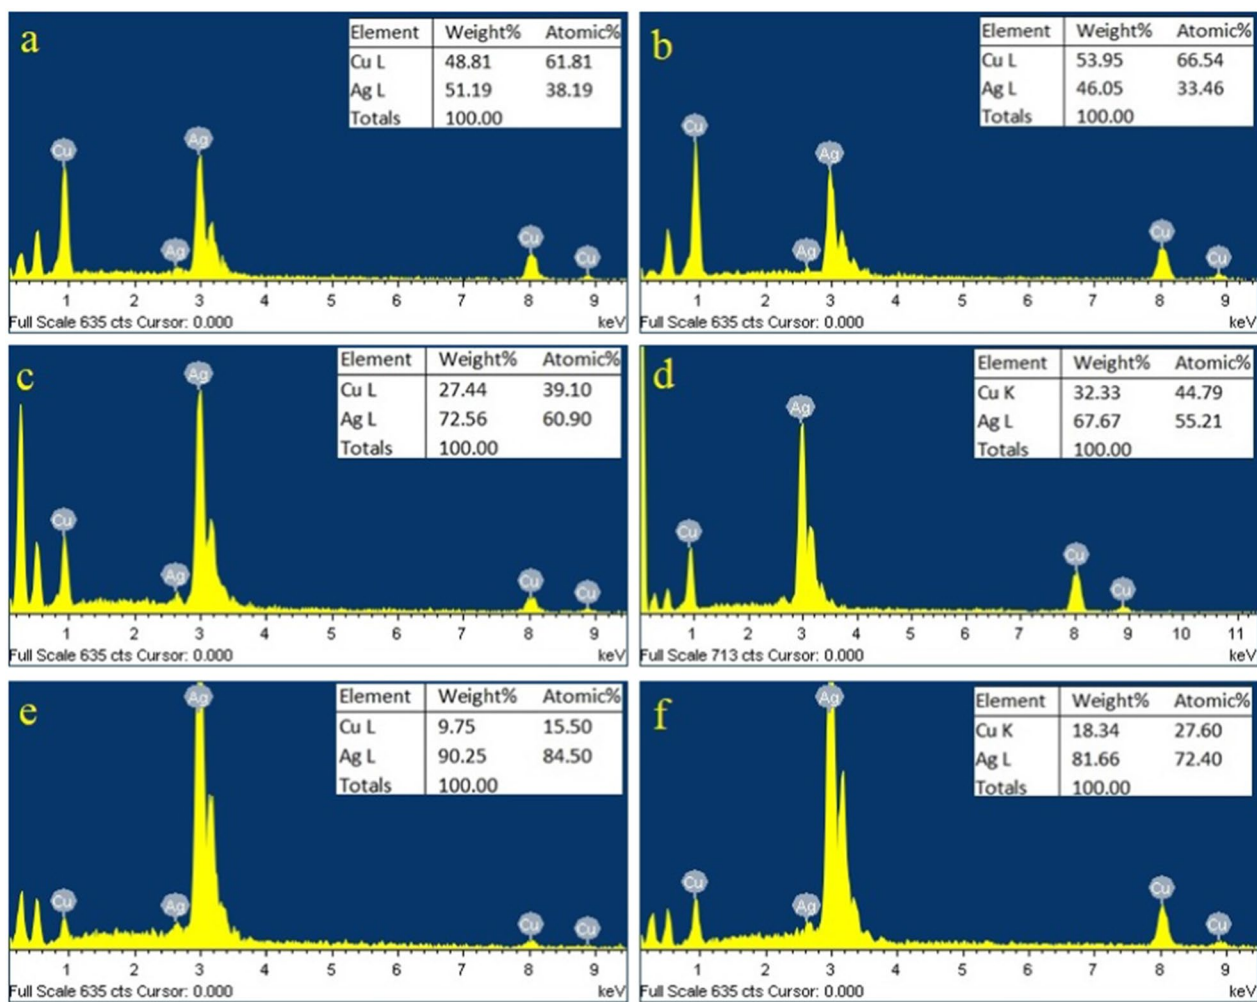 a
Element Weight% Atomic%
Cu L 48.81 61.81
Ag L 51.19 38.19
Totals 100.00
Cu
Ag
Ag
Cu
Cu
1 2 3 4 5 6 7 8 9
Full Scale 635 cts Cursor: 0.000 keV
b
Element Weight% Atomic%
Cu L 53.95 66.54
Ag L 46.05 33.46
Totals 100.00
Cu
Ag
Ag
Cu
Cu
1 2 3 4 5 6 7 8 9
Full Scale 635 cts Cursor: 0.000 keV
c
Element Weight% Atomic%
Cu L 27.44 39.10
Ag L 72.56 60.90
Totals 100.00
Ag
Cu
Ag
Cu
Cu
1 2 3 4 5 6 7 8 9
Full Scale 635 cts Cursor: 0.000 keV
d
Element Weight% Atomic%
Cu K 32.33 44.79
Ag L 67.67 55.21
Totals 100.00
Ag
Cu
Cu
Cu
1 2 3 4 5 6 7 8 9 10 11
Full Scale 713 cts Cursor: 0.000 keV
e
Element Weight% Atomic%
Cu L 9.75 15.50
Ag L 90.25 84.50
Totals 100.00
Ag
Cu
Ag
Cu
Cu
1 2 3 4 5 6 7 8 9
Full Scale 635 cts Cursor: 0.000 keV
f
Element Weight% Atomic%
Cu K 18.34 27.60
Ag L 81.66 72.40
Totals 100.00
Ag
Cu
Ag
Cu
Cu
1 2 3 4 5 6 7 8 9
Full Scale 635 cts Cursor: 0.000 keV